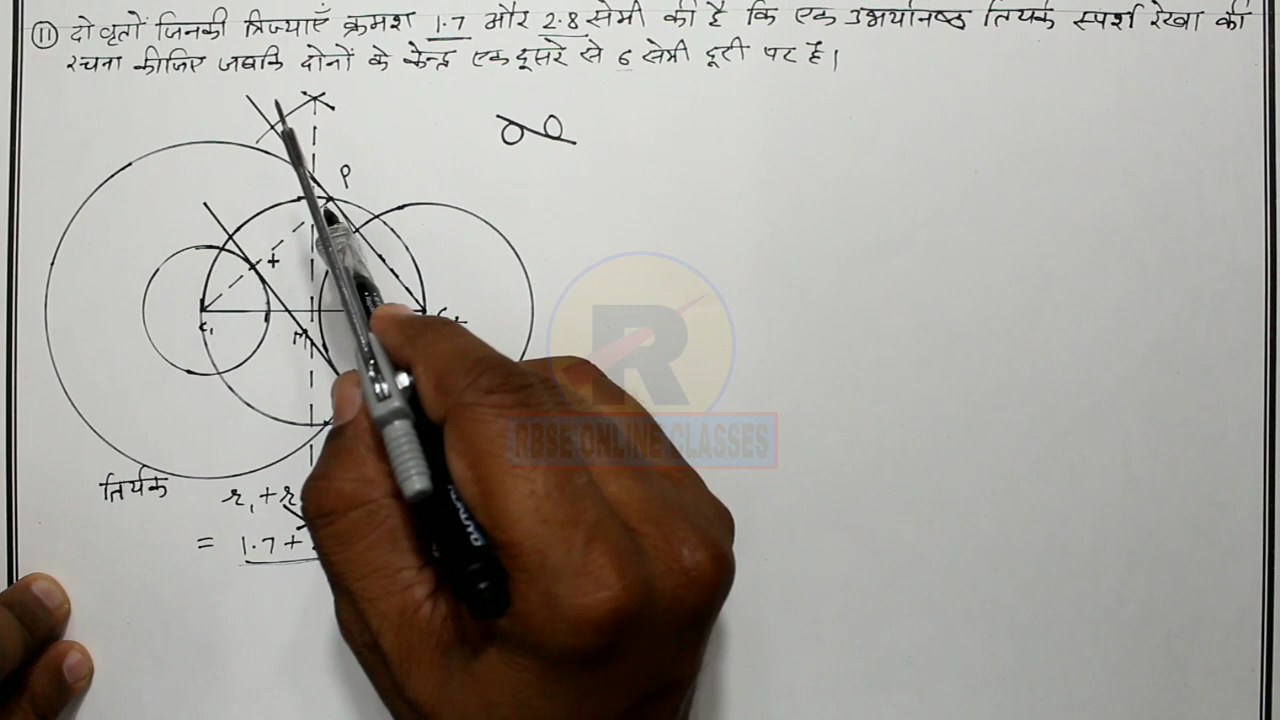 11 दो वृतों जिनकी त्रिज्याएँ क्रमश 1.7 और 2.8 सेमी की है कि एक उभयनिष्ठ तिर्यक स्पर्श रेखा की
रचना कीजिए जबकि दोनों के केन्द्र एक दूसरे से 6 सेमी दूरी पर है।
P
C₁
M
R
RBSE ONLINE CLASSES
तिर्यक r₁ + r
= 1.7 +